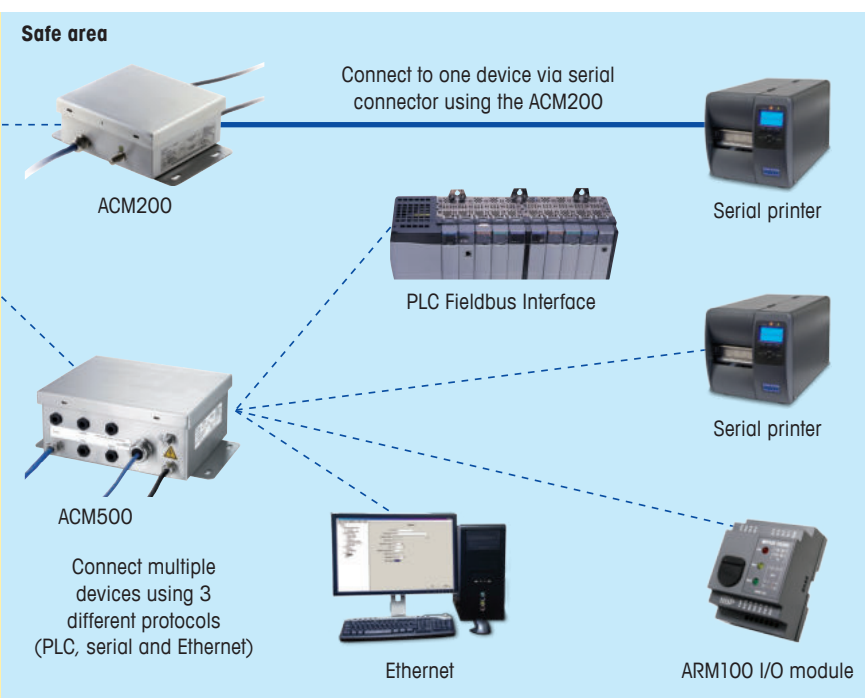 Safe area
Connect to one device via serial
connector using the ACM200
ACM200
Serial printer
PLC Fieldbus Interface
Serial printer
ACM500
Connect multiple
devices using 3
different protocols
(PLC, serial and Ethernet)
Ethernet
ARM100 I/O module